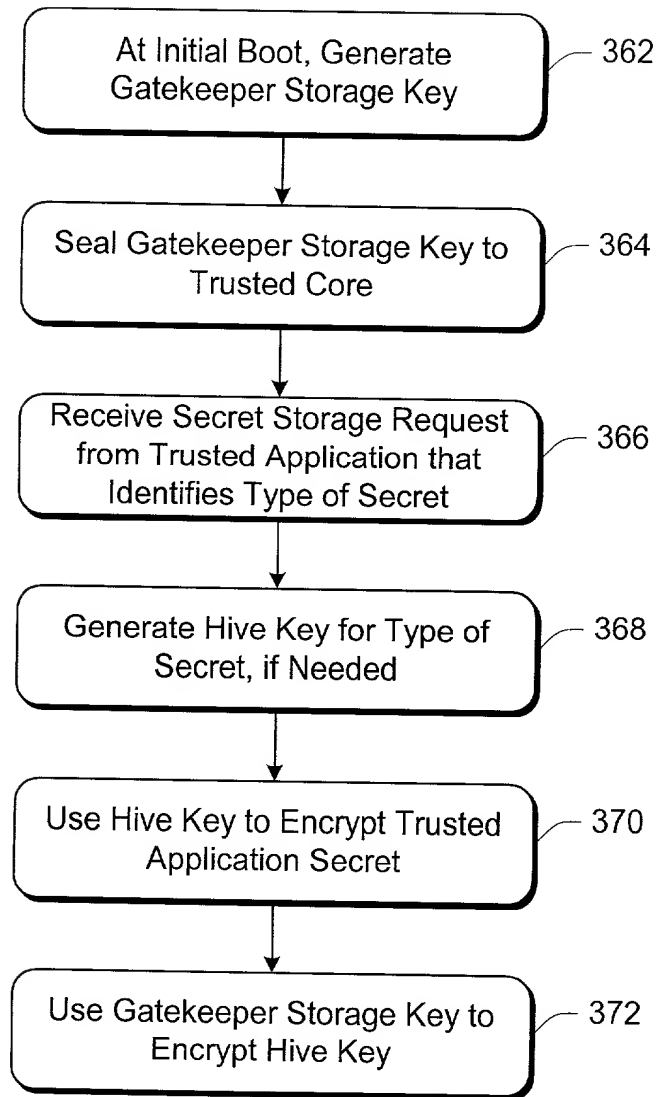 At Initial Boot, Generate
Gatekeeper Storage Key
362
Seal Gatekeeper Storage Key to
Trusted Core
364
Receive Secret Storage Request
from Trusted Application that
Identifies Type of Secret
366
Generate Hive Key for Type of
Secret, if Needed
368
Use Hive Key to Encrypt Trusted
Application Secret
370
Use Gatekeeper Storage Key to
Encrypt Hive Key
372